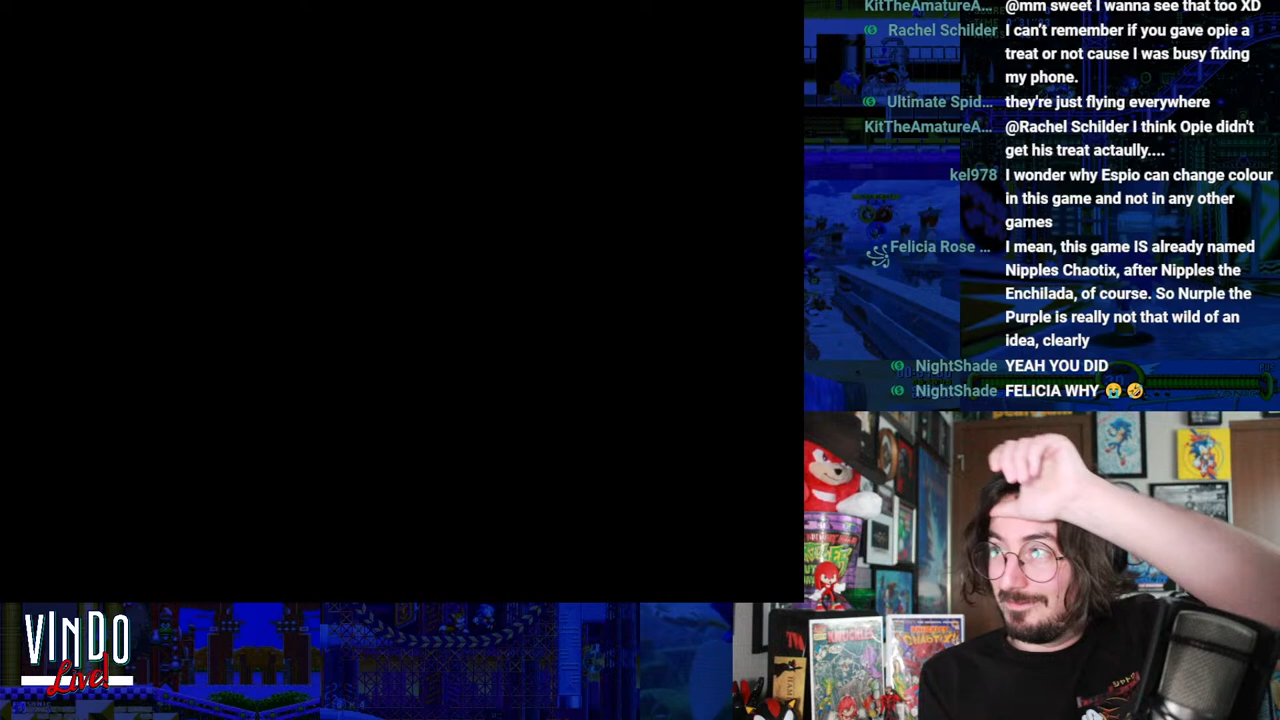 KitTheAmatureA... @mm sweet I wanna see that too XD
Rachel Schilder I can't remember if you gave opie a
treat or not cause I was busy fixing
my phone.
Ultimate Spid... they're just flying everywhere
KitTheAmatureA... @Rachel Schilder I think Opie didn't
get his treat actaully....
kel978 I wonder why Espio can change colour
in this game and not in any other
games
Felicia Rose ... I mean, this game IS already named
Nipples Chaotix, after Nipples the
Enchilada, of course. So Nurple the
Purple is really not that wild of an
idea, clearly
NightShade YEAH YOU DID
NightShade FELICIA WHY 😭🤣
VINDO
Live!
KNUCKLES
CHAOTIX